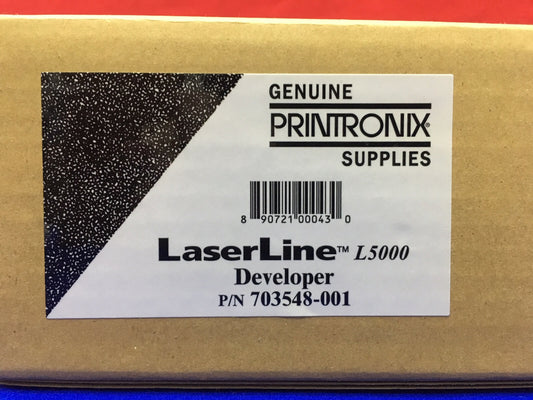 GENUINE
PRINTRONIX®
SUPPLIES
8 90721 00043 0
LaserLine™ L5000
Developer
P/N 703548-001